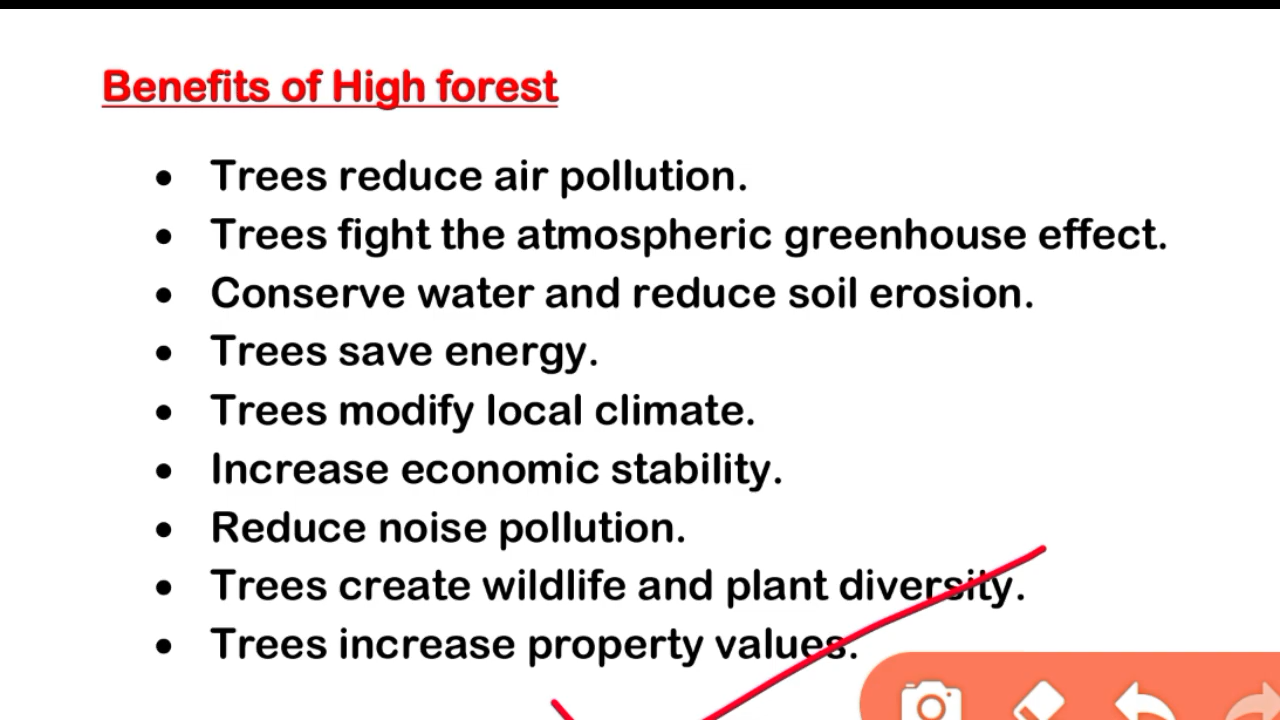 Benefits of High forest
• Trees reduce air pollution.
• Trees fight the atmospheric greenhouse effect.
• Conserve water and reduce soil erosion.
• Trees save energy.
• Trees modify local climate.
• Increase economic stability.
• Reduce noise pollution.
• Trees create wildlife and plant diversity.
• Trees increase property values.